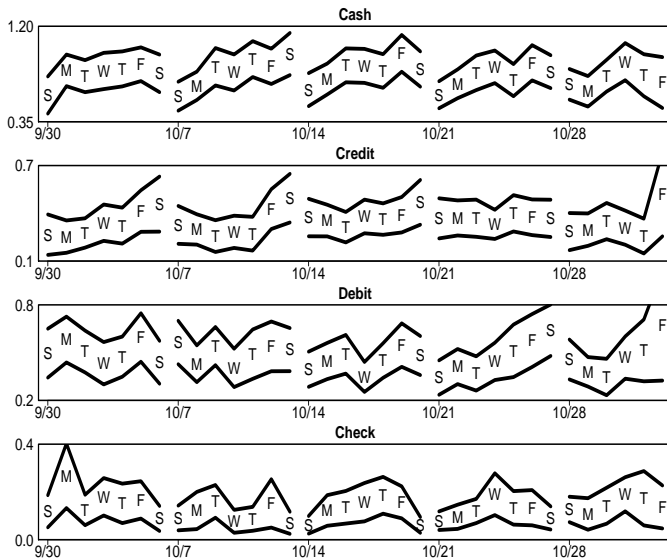 Cash
1.20
S M T W T F S S M T W T F S S M T W T F S S M T W T F S S M T W T F
0.35
9/30 10/7 10/14 10/21 10/28
Credit
0.7
S M T W T F S S M T W T F S S M T W T F S S M T W T F S S M T W T F
0.1
9/30 10/7 10/14 10/21 10/28
Debit
0.8
S M T W T F S S M T W T F S S M T W T F S S M T W T F S S M T W T F
0.2
9/30 10/7 10/14 10/21 10/28
Check
0.4
S M T W T F S S M T W T F S S M T W T F S S M T W T F S S M T W T F
0.0
9/30 10/7 10/14 10/21 10/28